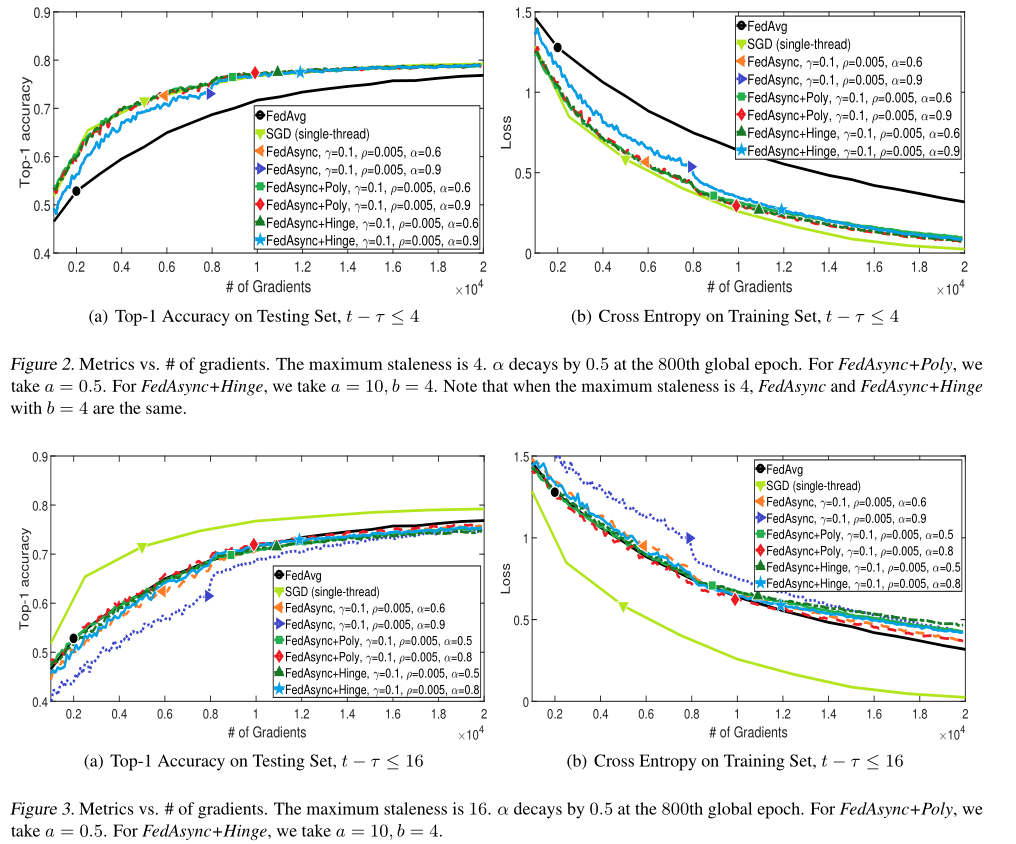 0.9
0.8
0.7
0.6
0.5
0.4
Top-1 accuracy
FedAvg
SGD (single-thread)
FedAsync, γ=0.1, ρ=0.005, α=0.6
FedAsync, γ=0.1, ρ=0.005, α=0.9
FedAsync+Poly, γ=0.1, ρ=0.005, α=0.6
FedAsync+Poly, γ=0.1, ρ=0.005, α=0.9
FedAsync+Hinge, γ=0.1, ρ=0.005, α=0.6
FedAsync+Hinge, γ=0.1, ρ=0.005, α=0.9
0.2 0.4 0.6 0.8 1 1.2 1.4 1.6 1.8 2
# of Gradients
×10⁴
(a) Top-1 Accuracy on Testing Set, t − τ ≤ 4
1.5
1
0.5
0
Loss
FedAvg
SGD (single-thread)
FedAsync, γ=0.1, ρ=0.005, α=0.6
FedAsync, γ=0.1, ρ=0.005, α=0.9
FedAsync+Poly, γ=0.1, ρ=0.005, α=0.6
FedAsync+Poly, γ=0.1, ρ=0.005, α=0.9
FedAsync+Hinge, γ=0.1, ρ=0.005, α=0.6
FedAsync+Hinge, γ=0.1, ρ=0.005, α=0.9
0.2 0.4 0.6 0.8 1 1.2 1.4 1.6 1.8 2
# of Gradients
×10⁴
(b) Cross Entropy on Training Set, t − τ ≤ 4
Figure 2. Metrics vs. # of gradients. The maximum staleness is 4. α decays by 0.5 at the 800th global epoch. For FedAsync+Poly, we
take a = 0.5. For FedAsync+Hinge, we take a = 10, b = 4. Note that when the maximum staleness is 4, FedAsync and FedAsync+Hinge
with b = 4 are the same.
0.9
0.8
0.7
0.6
0.5
0.4
Top-1 accuracy
FedAvg
SGD (single-thread)
FedAsync, γ=0.1, ρ=0.005, α=0.6
FedAsync, γ=0.1, ρ=0.005, α=0.9
FedAsync+Poly, γ=0.1, ρ=0.005, α=0.5
FedAsync+Poly, γ=0.1, ρ=0.005, α=0.8
FedAsync+Hinge, γ=0.1, ρ=0.005, α=0.5
FedAsync+Hinge, γ=0.1, ρ=0.005, α=0.8
0.2 0.4 0.6 0.8 1 1.2 1.4 1.6 1.8 2
# of Gradients
×10⁴
(a) Top-1 Accuracy on Testing Set, t − τ ≤ 16
1.5
1
0.5
0
Loss
FedAvg
SGD (single-thread)
FedAsync, γ=0.1, ρ=0.005, α=0.6
FedAsync, γ=0.1, ρ=0.005, α=0.9
FedAsync+Poly, γ=0.1, ρ=0.005, α=0.5
FedAsync+Poly, γ=0.1, ρ=0.005, α=0.8
FedAsync+Hinge, γ=0.1, ρ=0.005, α=0.5
FedAsync+Hinge, γ=0.1, ρ=0.005, α=0.8
0.2 0.4 0.6 0.8 1 1.2 1.4 1.6 1.8 2
# of Gradients
×10⁴
(b) Cross Entropy on Training Set, t − τ ≤ 16
Figure 3. Metrics vs. # of gradients. The maximum staleness is 16. α decays by 0.5 at the 800th global epoch. For FedAsync+Poly, we
take a = 0.5. For FedAsync+Hinge, we take a = 10, b = 4.